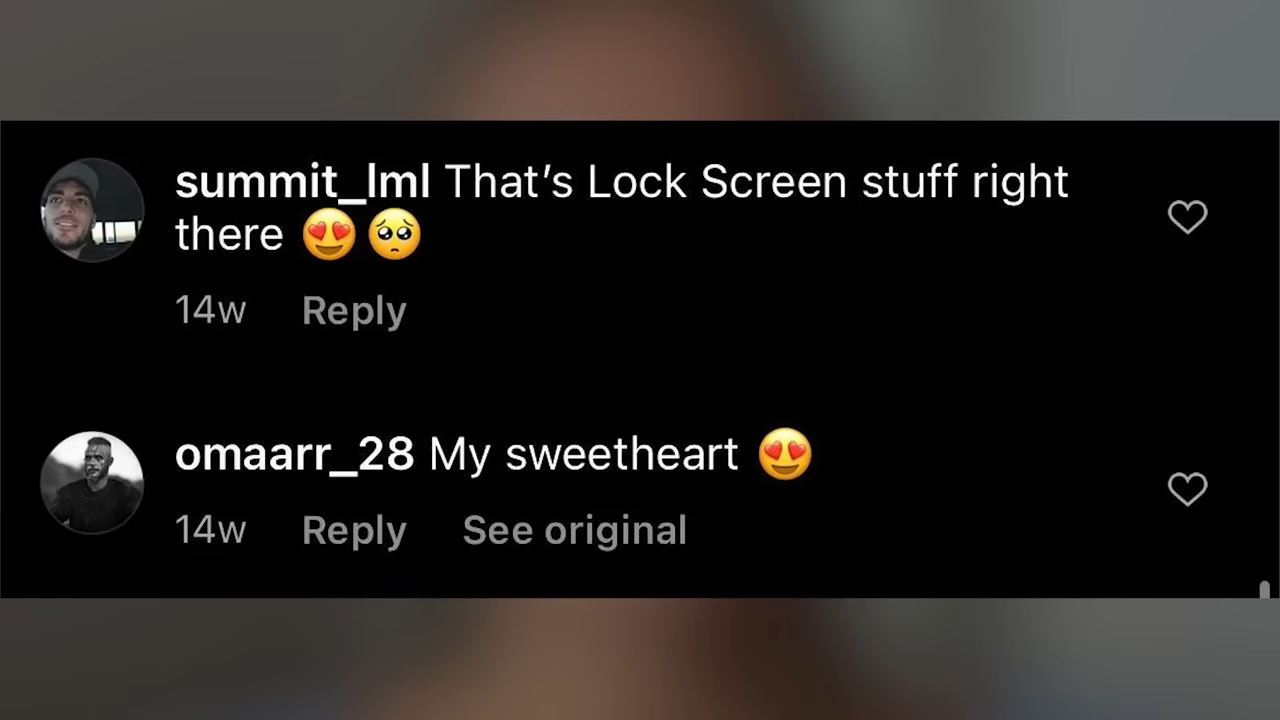 summit_lml That’s Lock Screen stuff right
there 😍🥺
14w Reply
omaarr_28 My sweetheart 😍
14w Reply See original